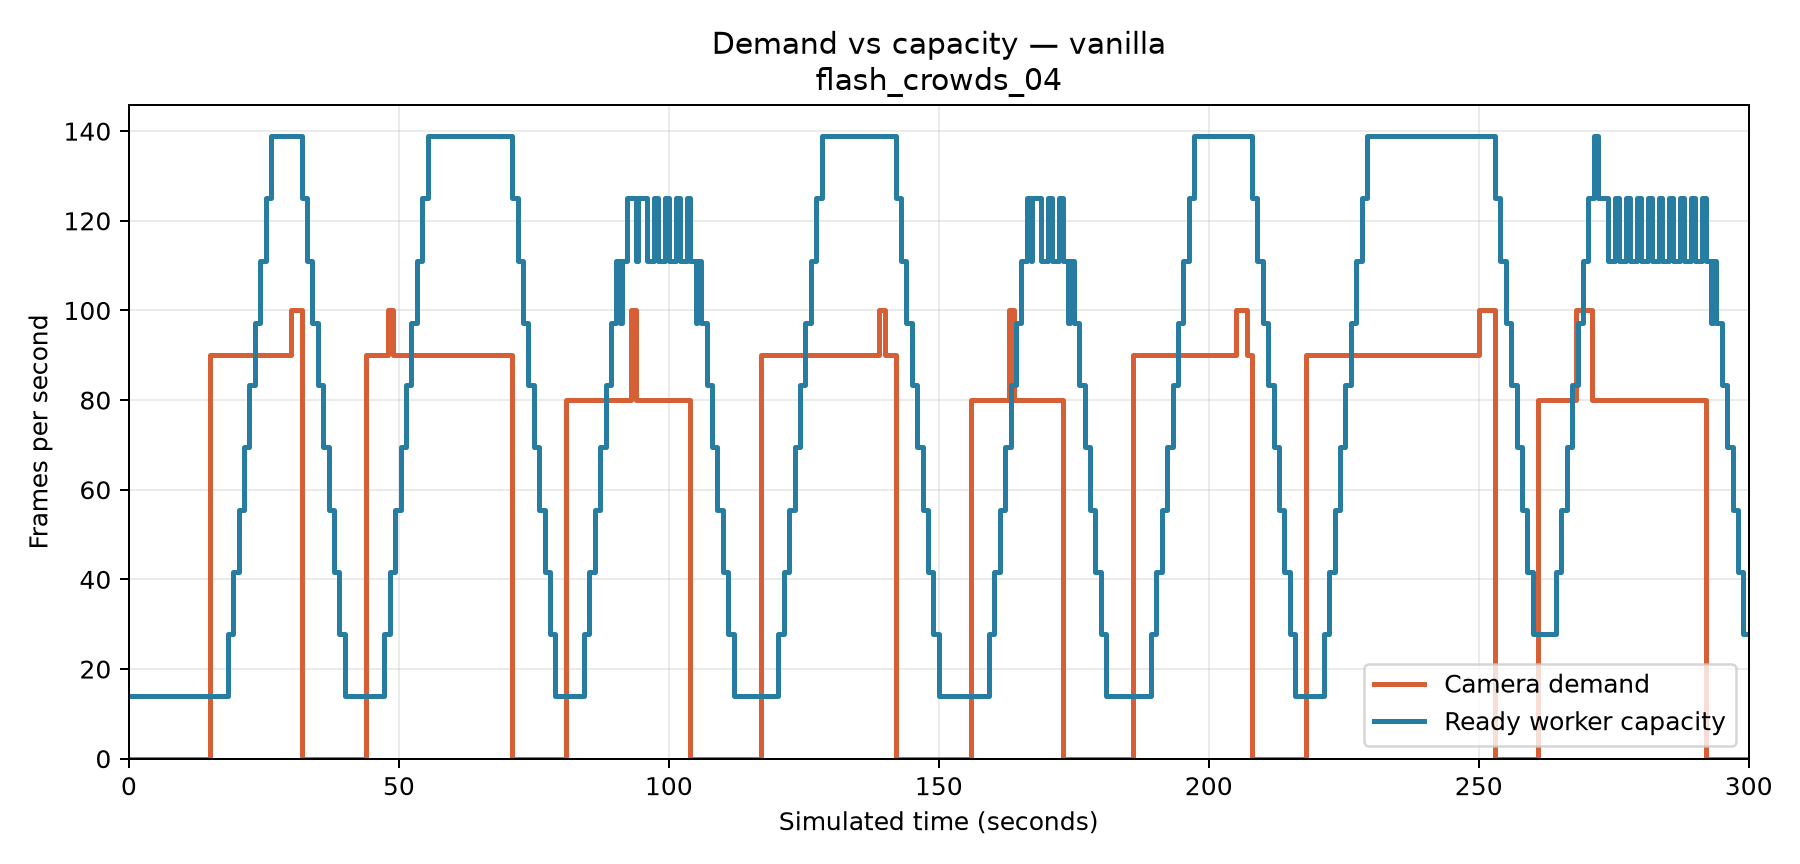 Demand vs capacity — vanilla
flash_crowds_04
Frames per second
140
120
100
80
60
40
20
0
0 50 100 150 200 250 300
Simulated time (seconds)
Camera demand
Ready worker capacity